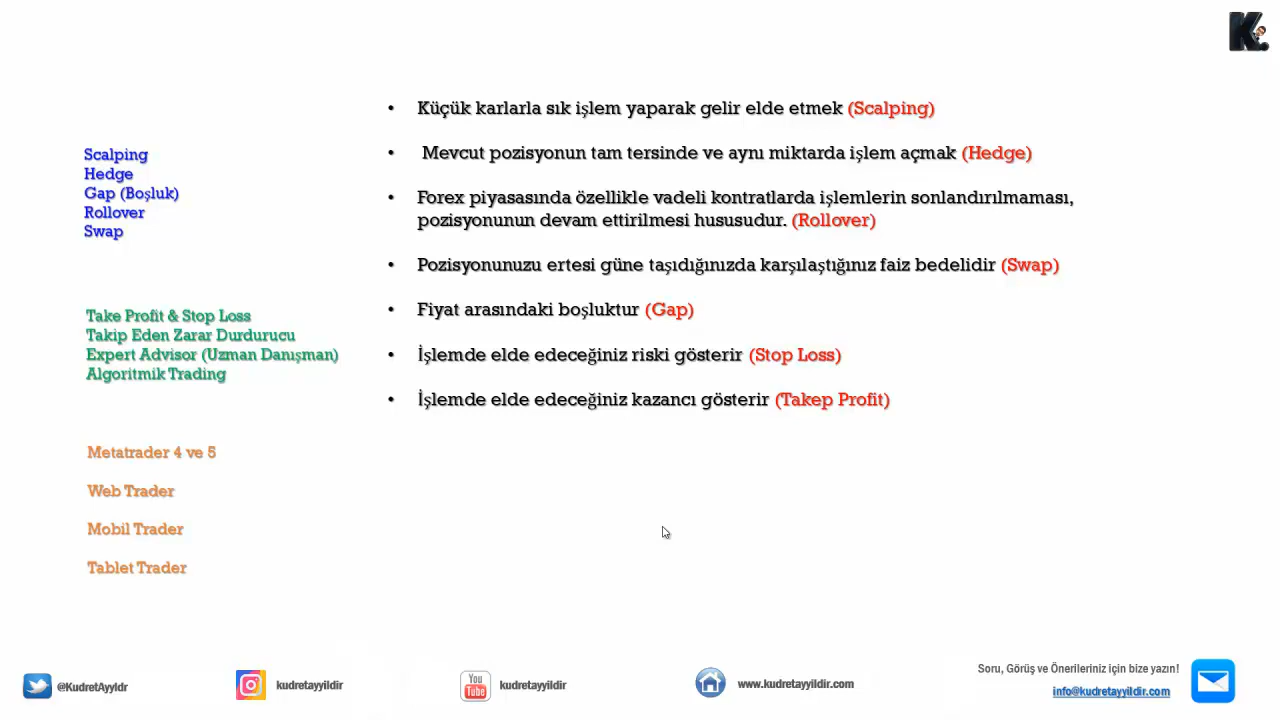 K.
Scalping
Hedge
Gap (Boşluk)
Rollover
Swap
Take Profit & Stop Loss
Takip Eden Zarar Durdurucu
Expert Advisor (Uzman Danışman)
Algoritmik Trading
Metatrader 4 ve 5
Web Trader
Mobil Trader
Tablet Trader
• Küçük karlarla sık işlem yaparak gelir elde etmek (Scalping)
• Mevcut pozisyonun tam tersinde ve aynı miktarda işlem açmak (Hedge)
• Forex piyasasında özellikle vadeli kontratlarda işlemlerin sonlandırılmaması,
pozisyonunun devam ettirilmesi hususudur. (Rollover)
• Pozisyonunuzu ertesi güne taşıdığınızda karşılaştığınız faiz bedelidir (Swap)
• Fiyat arasındaki boşluktur (Gap)
• İşlemde elde edeceğiniz riski gösterir (Stop Loss)
• İşlemde elde edeceğiniz kazancı gösterir (Takep Profit)
@KudretAyyldr
kudretayyildir
You Tube
kudretayyildir
www.kudretayyildir.com
Soru, Görüş ve Önerileriniz için bize yazın!
info@kudretayyildir.com